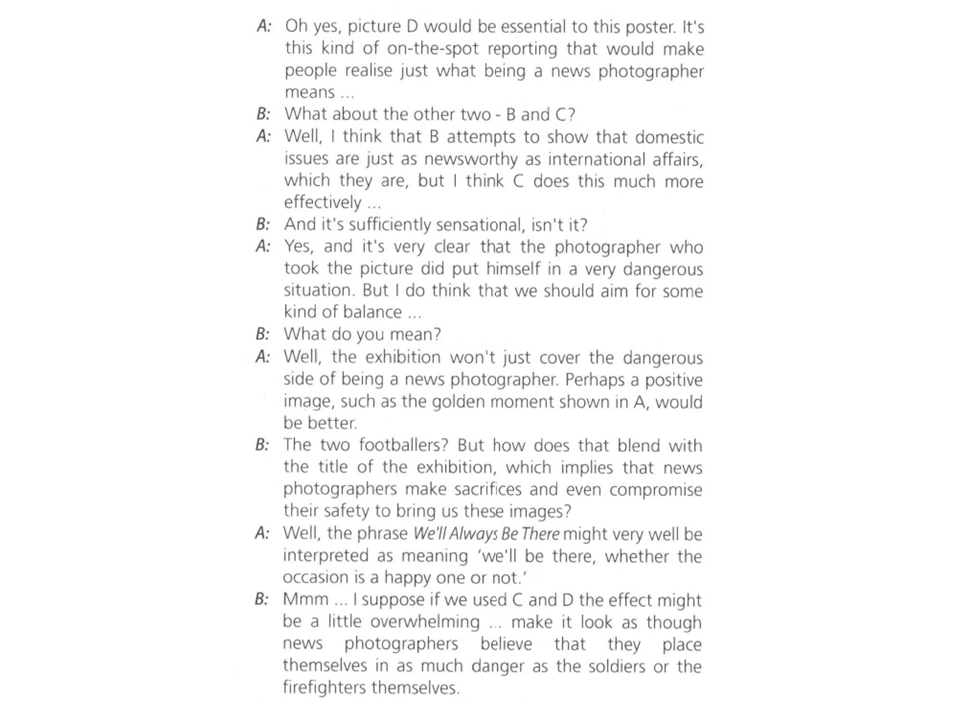 A: Oh yes, picture D would be essential to this poster. It's
this kind of on-the-spot reporting that would make
people realise just what being a news photographer
means ...
B: What about the other two - B and C?
A: Well, I think that B attempts to show that domestic
issues are just as newsworthy as international affairs,
which they are, but I think C does this much more
effectively ...
B: And it's sufficiently sensational, isn't it?
A: Yes, and it's very clear that the photographer who
took the picture did put himself in a very dangerous
situation. But I do think that we should aim for some
kind of balance ...
B: What do you mean?
A: Well, the exhibition won't just cover the dangerous
side of being a news photographer. Perhaps a positive
image, such as the golden moment shown in A, would
be better.
B: The two footballers? But how does that blend with
the title of the exhibition, which implies that news
photographers make sacrifices and even compromise
their safety to bring us these images?
A: Well, the phrase We'll Always Be There might very well be
interpreted as meaning 'we'll be there, whether the
occasion is a happy one or not.'
B: Mmm ... I suppose if we used C and D the effect might
be a little overwhelming ... make it look as though
news photographers believe that they place
themselves in as much danger as the soldiers or the
firefighters themselves.